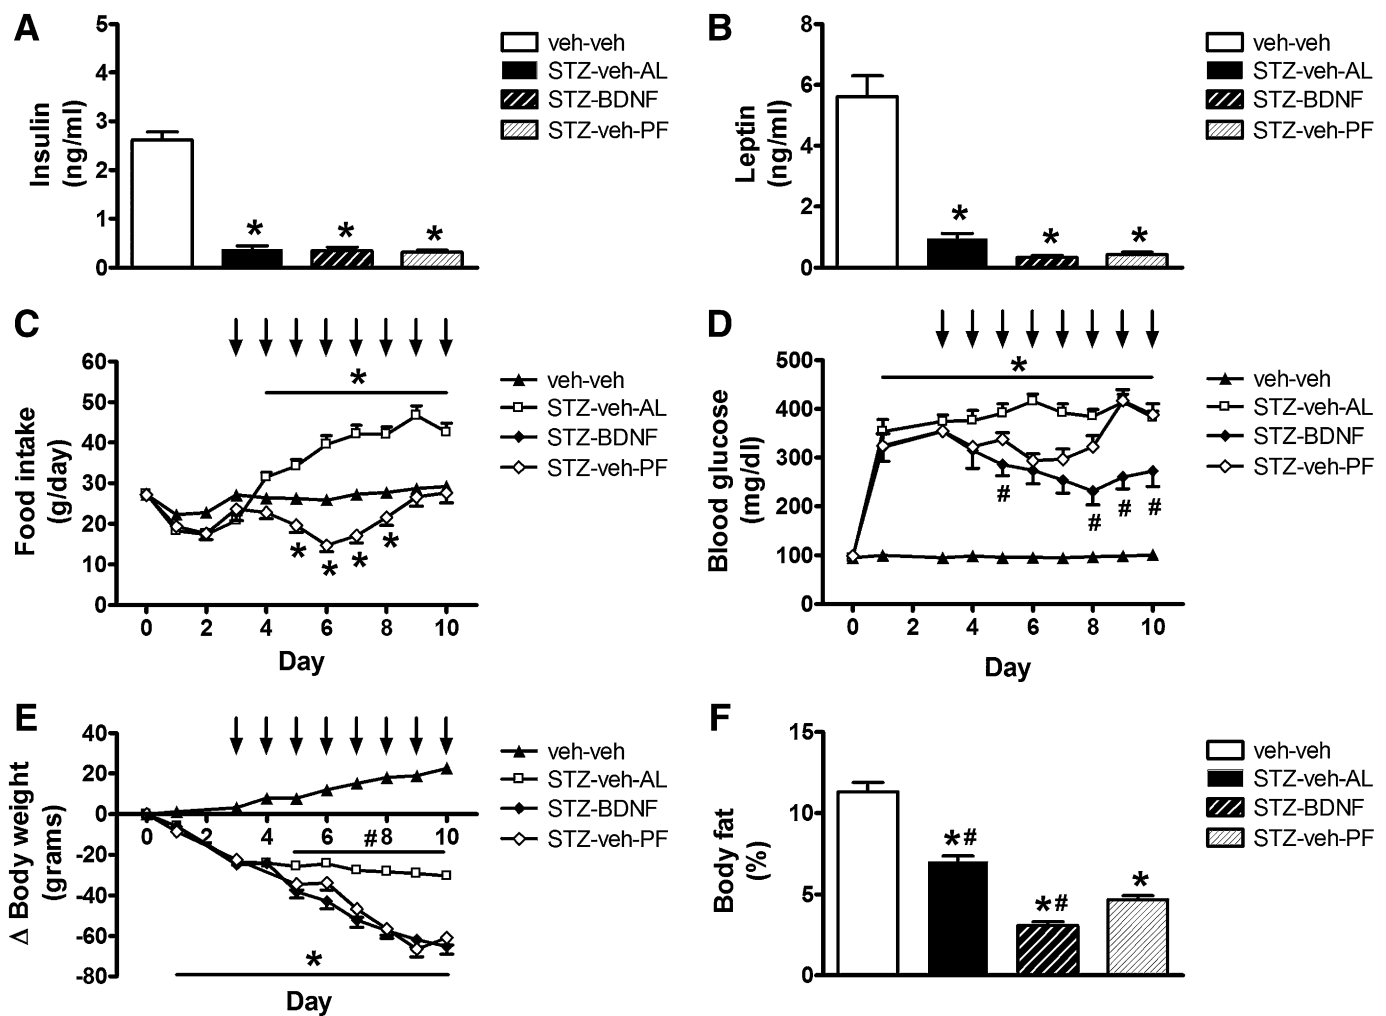 A
Insulin
(ng/ml)
5
4
3
2
1
0
*
*
*
veh-veh
STZ-veh-AL
STZ-BDNF
STZ-veh-PF
B
Leptin
(ng/ml)
8
6
4
2
0
*
*
*
veh-veh
STZ-veh-AL
STZ-BDNF
STZ-veh-PF
C
Food intake
(g/day)
60
50
40
30
20
10
0
*
*
*
*
*
0 2 4 6 8 10
Day
veh-veh
STZ-veh-AL
STZ-BDNF
STZ-veh-PF
D
Blood glucose
(mg/dl)
500
400
300
200
100
0
*
#
#
#
#
0 2 4 6 8 10
Day
veh-veh
STZ-veh-AL
STZ-BDNF
STZ-veh-PF
E
Δ Body weight
(grams)
40
20
0
-20
-40
-60
-80
0 2 4 6 8 10
#
*
Day
veh-veh
STZ-veh-AL
STZ-BDNF
STZ-veh-PF
F
Body fat
(%)
15
10
5
0
*#
*#
*
veh-veh
STZ-veh-AL
STZ-BDNF
STZ-veh-PF